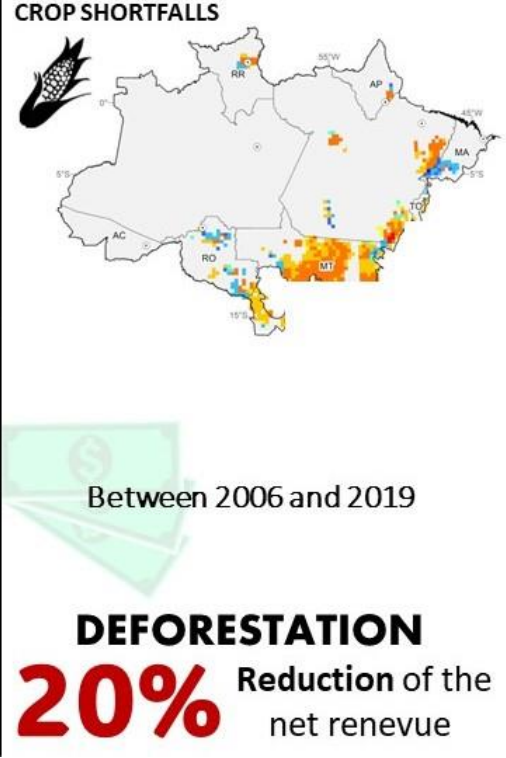 CROP SHORTFALLS
55°W
RR
AP
0°
45°W
MA
5°S
5°S
TO
AC
RO
MT
15°S
$
$
Between 2006 and 2019
DEFORESTATION
20% Reduction of the
net renevue